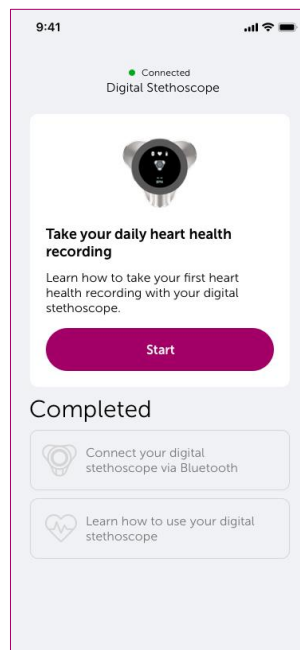 9:41
Connected
Digital Stethoscope
Take your daily heart health
recording
Learn how to take your first heart
health recording with your digital
stethoscope.
Start
Completed
Connect your digital
stethoscope via Bluetooth
Learn how to use your digital
stethoscope